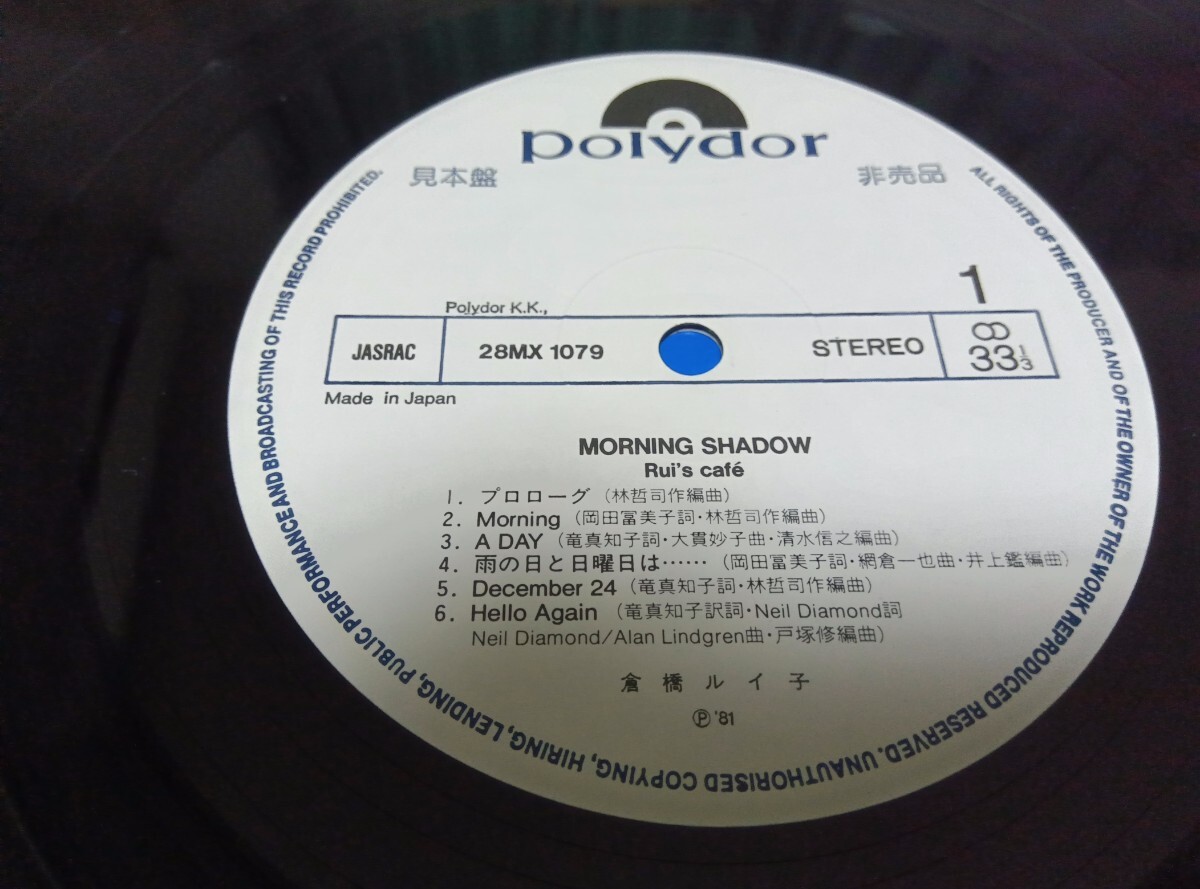 polydor
見本盤 非売品
1
Polydor K.K.,
JASRAC 28MX 1079 STEREO 33 1/3
Made in Japan
MORNING SHADOW
Rui's café
1. プロローグ (林哲司作編曲)
2. Morning (岡田冨美子詞・林哲司作編曲)
3. A DAY (竜真知子詞・大貫妙子曲・清水信之編曲)
4. 雨の日と日曜日は…… (岡田冨美子詞・網倉一也曲・井上鑑編曲)
5. December 24 (竜真知子詞・林哲司作編曲)
6. Hello Again (竜真知子訳詞・Neil Diamond詞
Neil Diamond/Alan Lindgren曲・戸塚修編曲)
倉橋ルイ子
Ⓟ '81
ALL RIGHTS OF THE PRODUCER AND OF THE OWNER OF THE WORK REPRODUCED RESERVED. UNAUTHORISED COPYING, HIRING, LENDING, PUBLIC PERFORMANCE AND BROADCASTING OF THIS RECORD PROHIBITED.